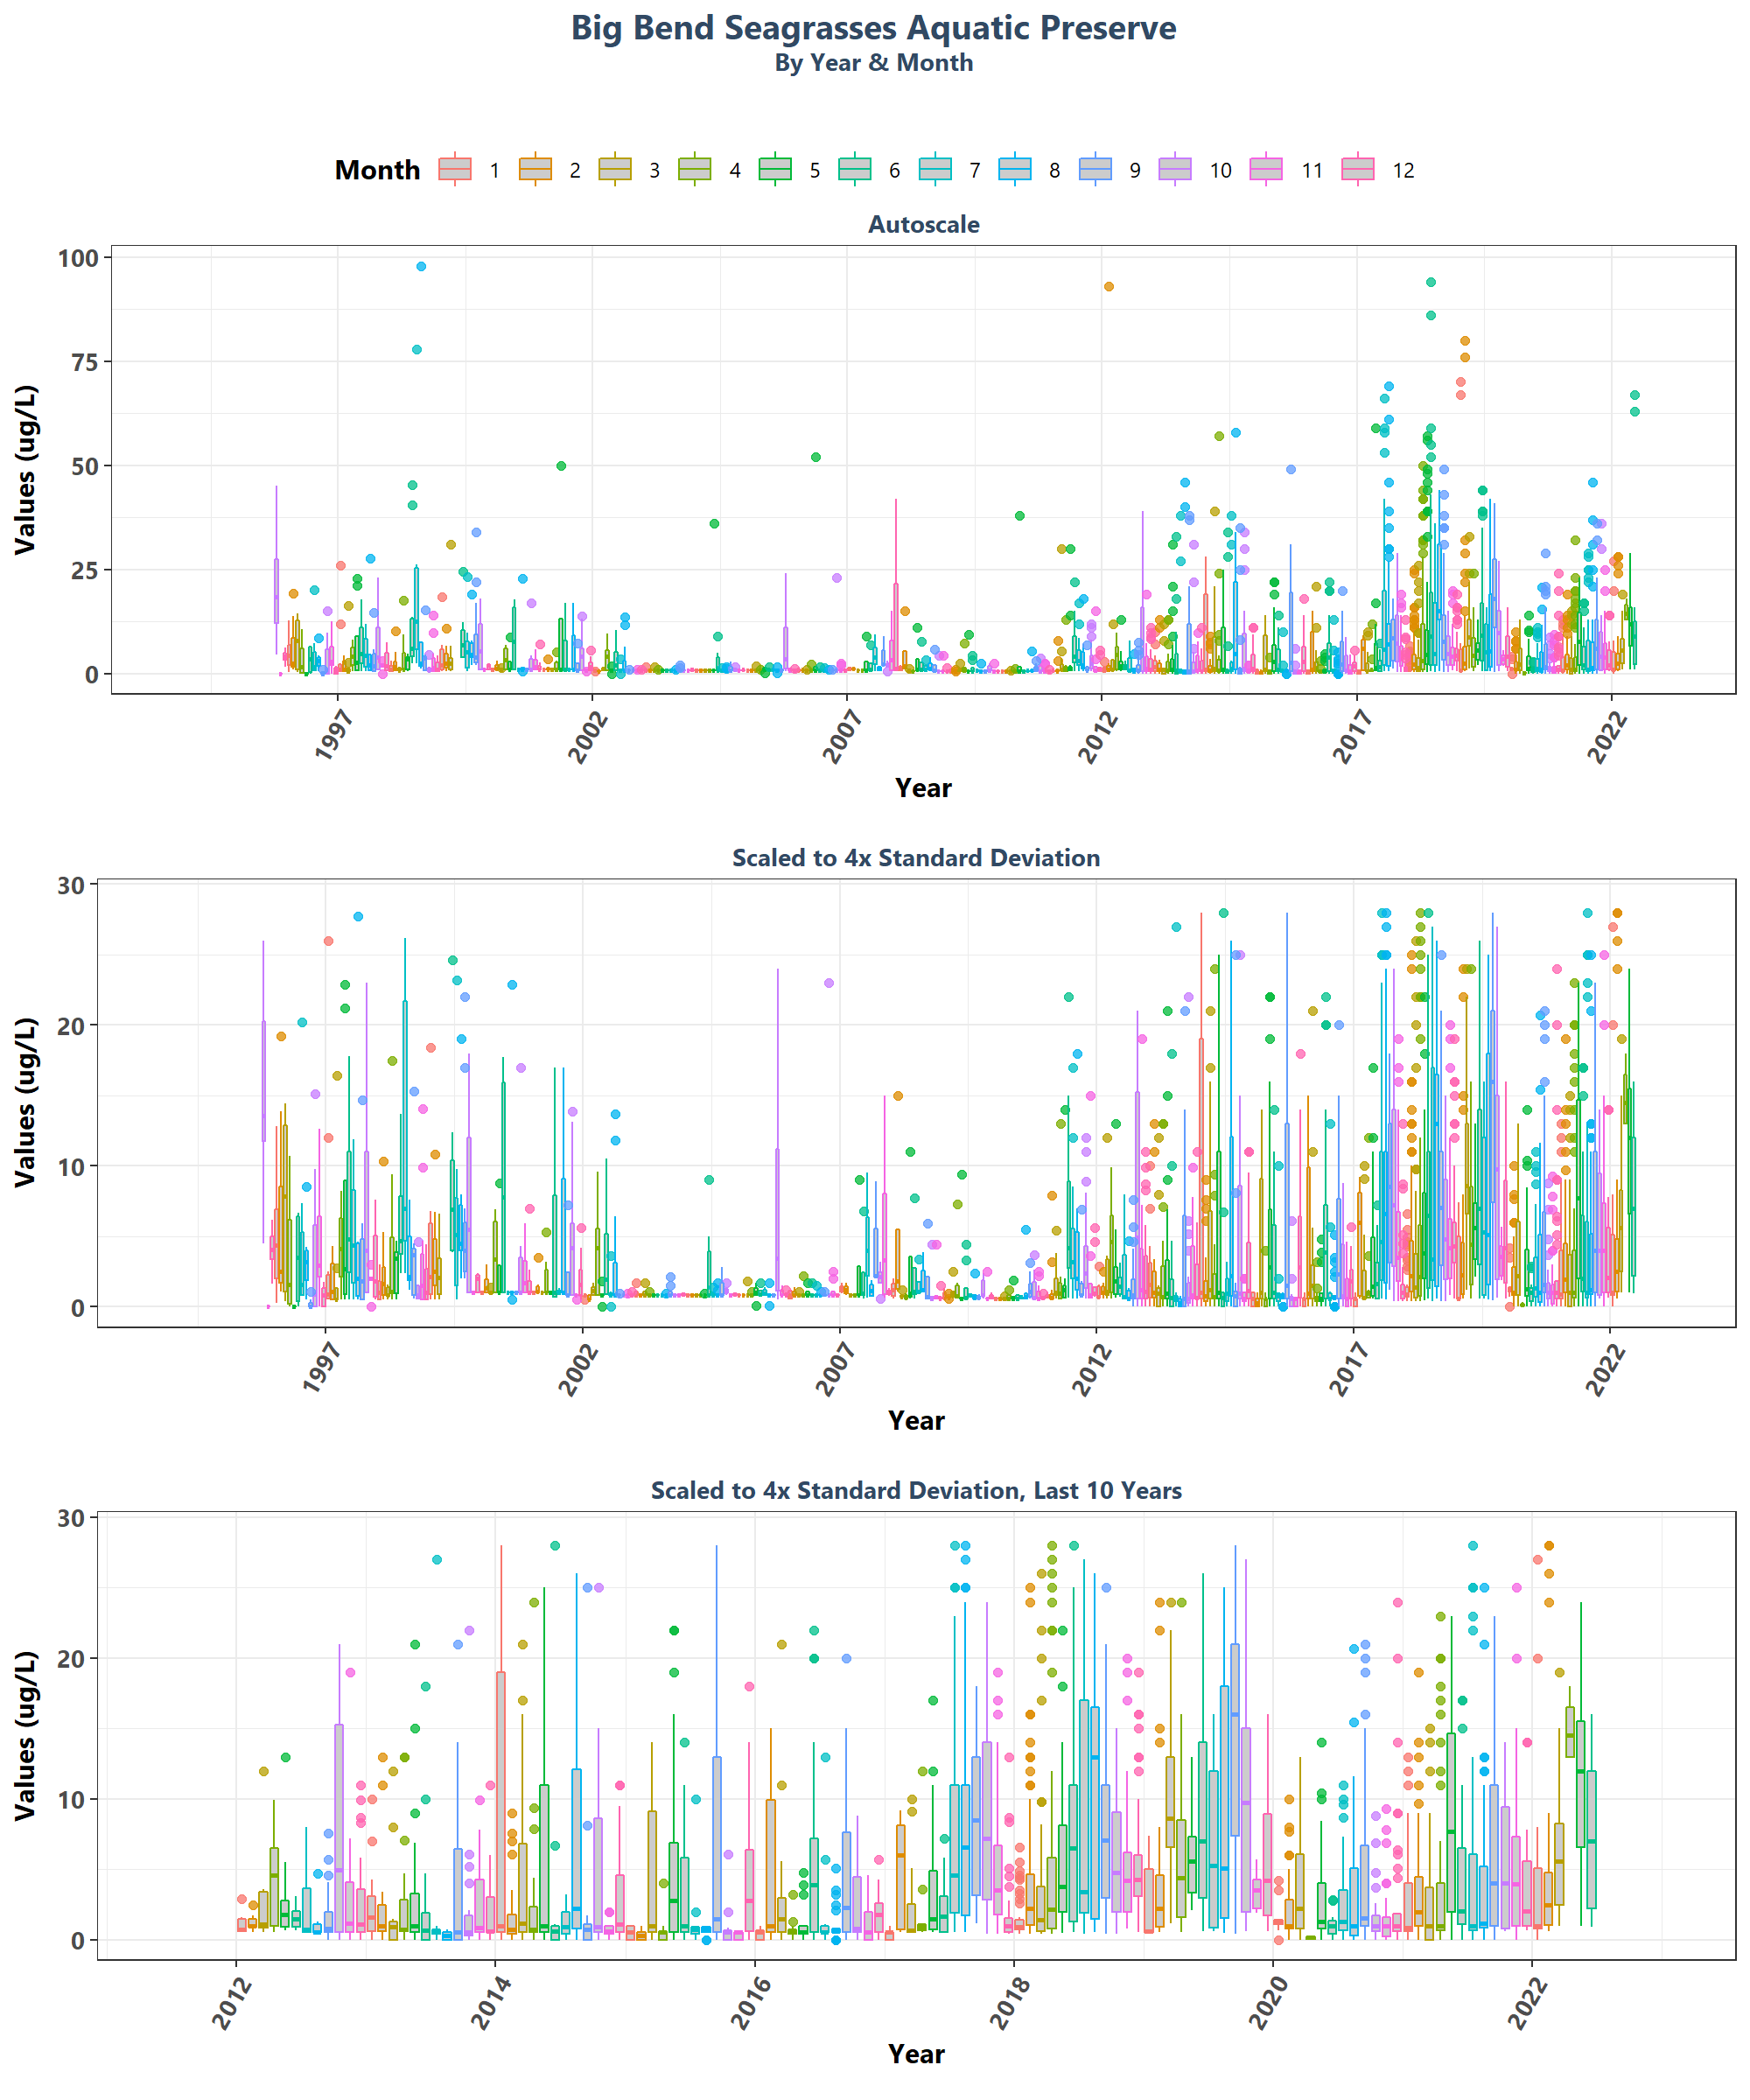 Big Bend Seagrasses Aquatic Preserve
By Year & Month
Month 1 2 3 4 5 6 7 8 9 10 11 12
Autoscale
Values (ug/L)
100
75
50
25
0
1997 2002 2007 2012 2017 2022
Year
Scaled to 4x Standard Deviation
Values (ug/L)
30
20
10
0
1997 2002 2007 2012 2017 2022
Year
Scaled to 4x Standard Deviation, Last 10 Years
Values (ug/L)
30
20
10
0
2012 2014 2016 2018 2020 2022
Year